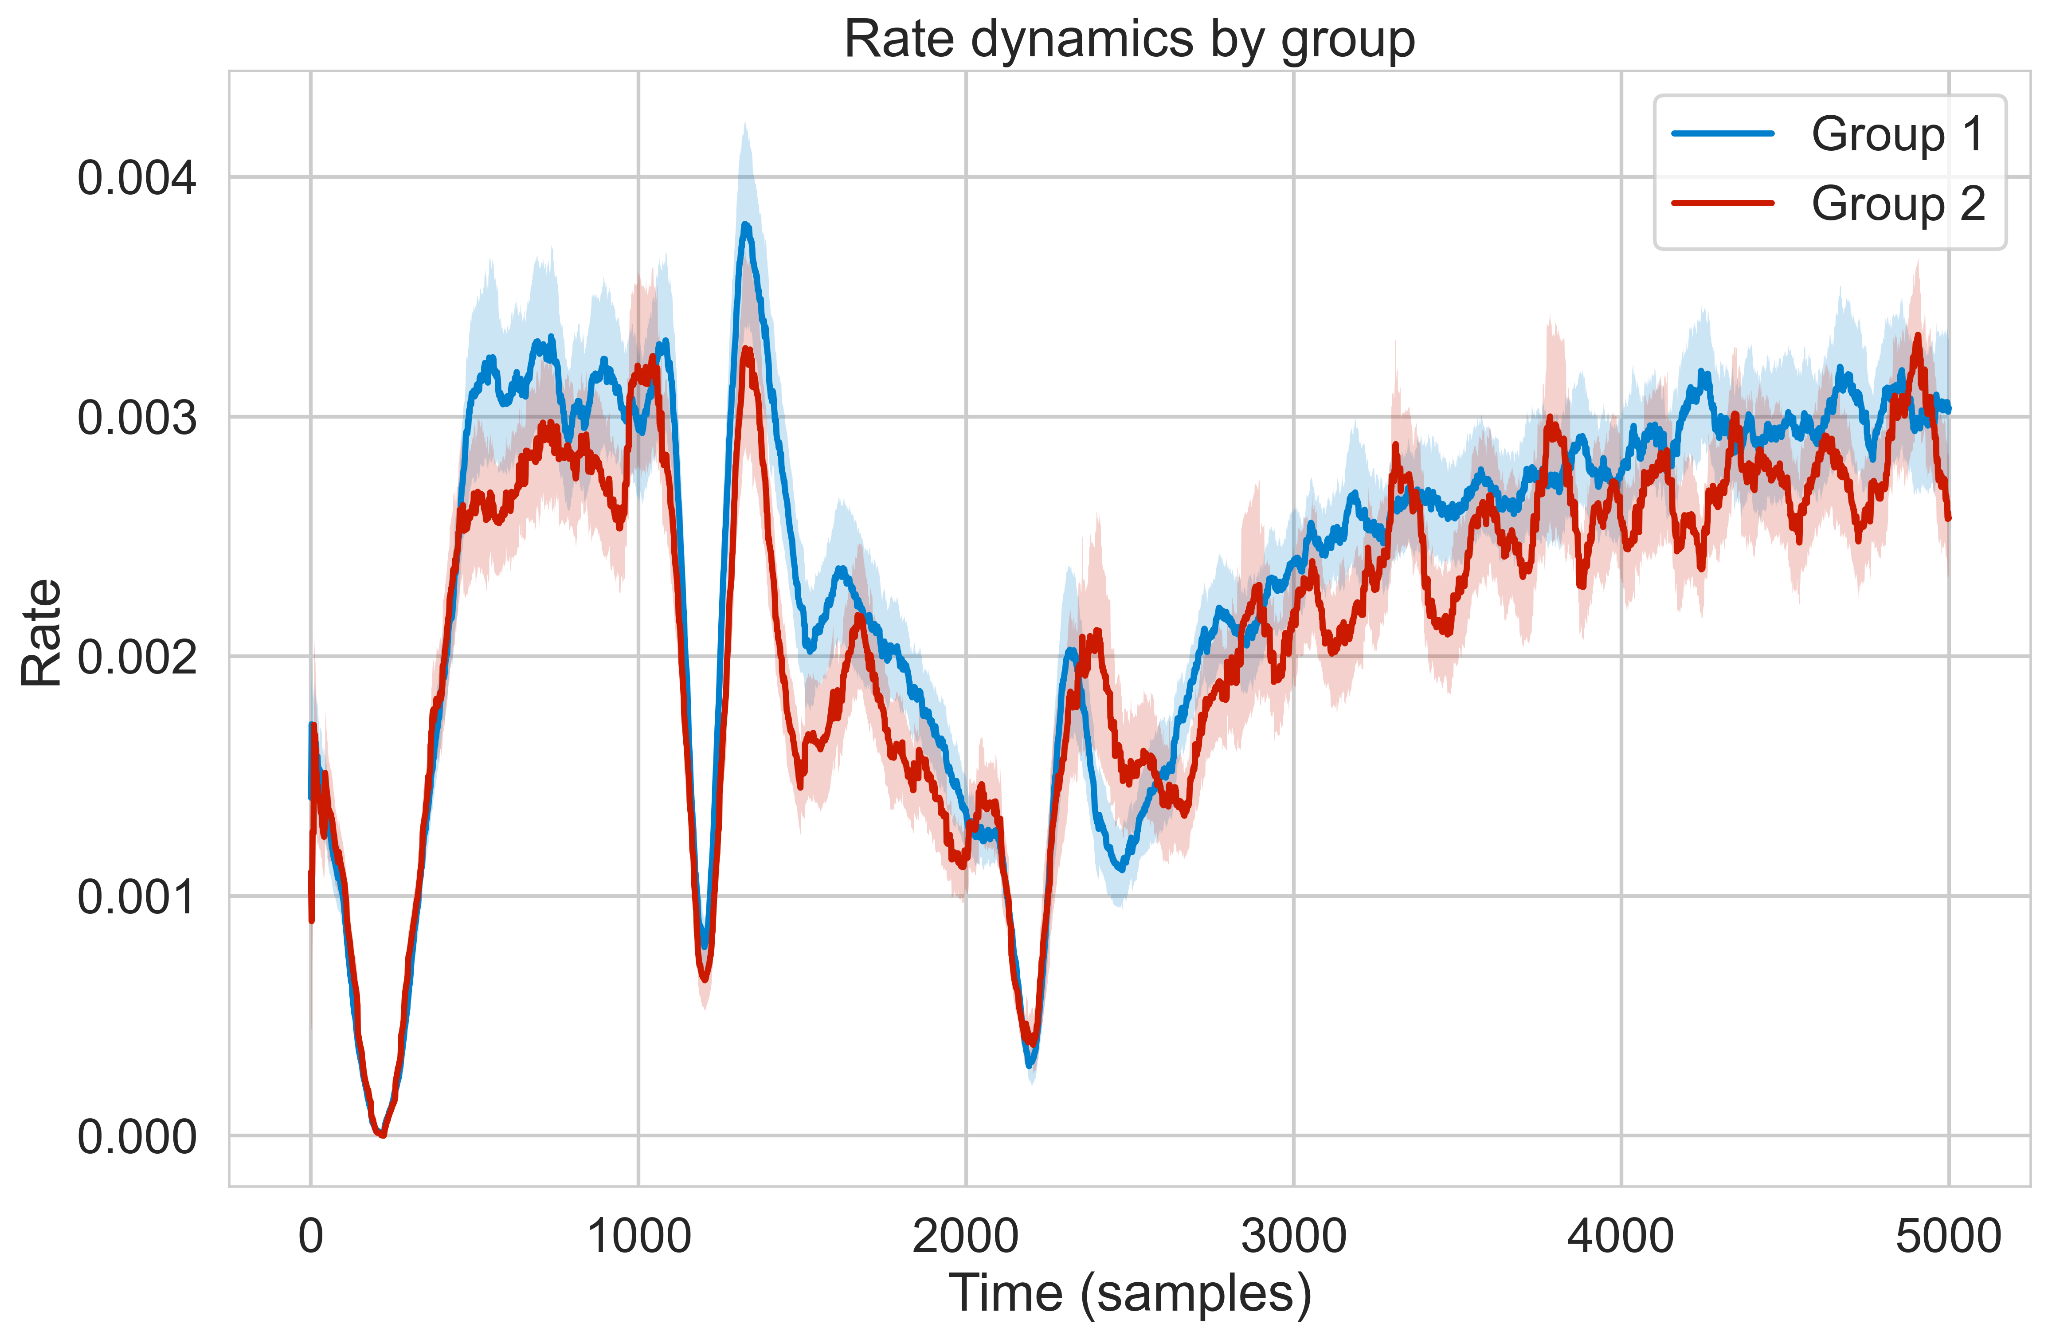 Rate dynamics by group
Group 1
Group 2
Rate
0.004
0.003
0.002
0.001
0.000
0 1000 2000 3000 4000 5000
Time (samples)